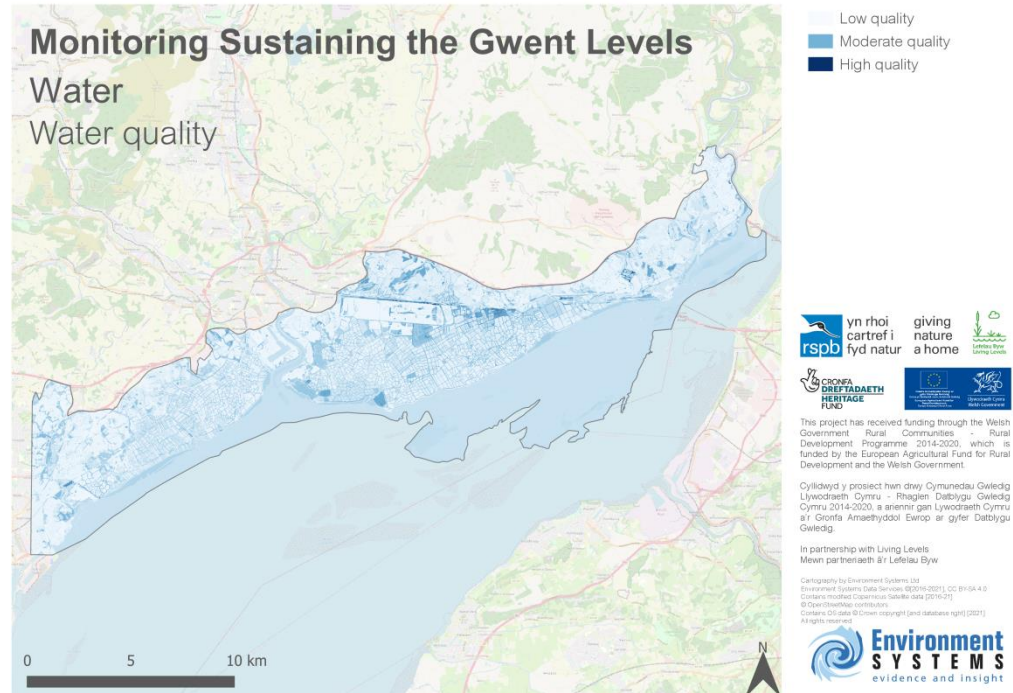 Monitoring Sustaining the Gwent Levels
Water
Water quality
0 5 10 km
N
Low quality
Moderate quality
High quality
rspb
yn rhoi
cartref i
fyd natur
giving
nature
a home
Lefelau Byw
Living Levels
CRONFA
DREFTADAETH
HERITAGE
FUND
Llywodraeth Cymru
Welsh Government
This project has received funding through the Welsh
Government Rural Communities - Rural
Development Programme 2014-2020, which is
funded by the European Agricultural Fund for Rural
Development and the Welsh Government.
Cyllidwyd y prosiect hwn drwy Cymunedau Gwledig
Llywodraeth Cymru - Rhaglen Datblygu Gwledig
Cymru 2014-2020, a ariennir gan Lywodraeth Cymru
a'r Gronfa Amaethyddol Ewrop ar gyfer Datblygu
Gwledig.
In partnership with Living Levels
Mewn partneriaeth â'r Lefelau Byw
Cartography by Environment Systems Ltd
Environment Systems Data Services ©[2016-2021], CC BY-SA 4.0
Contains modified Copernicus Satellite data [2016-21]
© OpenStreetMap contributors
Contains OS data © Crown copyright [and database right] [2021]
All rights reserved
Environment
SYSTEMS
evidence and insight